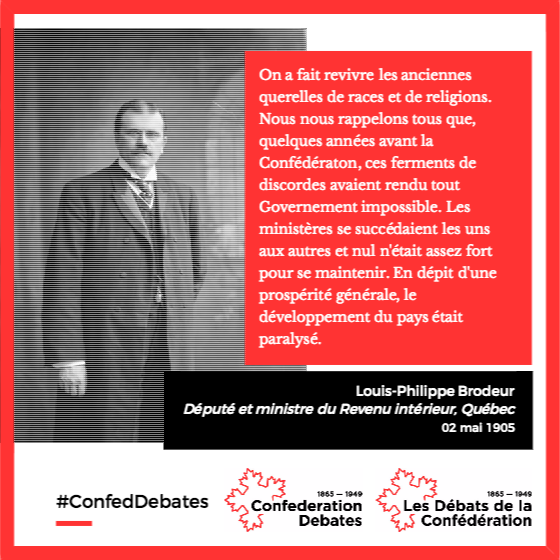 On a fait revivre les anciennes
querelles de races et de religions.
Nous nous rappelons tous que,
quelques années avant la
Confédératon, ces ferments de
discordes avaient rendu tout
Governement impossible. Les
ministères se succédaient les uns
aux autres et nul n'était assez fort
pour se maintenir. En dépit d'une
prospérité générale, le
développement du pays était
paralysé.
Louis-Philippe Brodeur
Député et ministre du Revenu intérieur, Québec
02 mai 1905
#ConfedDebates
1865 — 1949
Confederation
Debates
1865 — 1949
Les Débats de la
Confédération